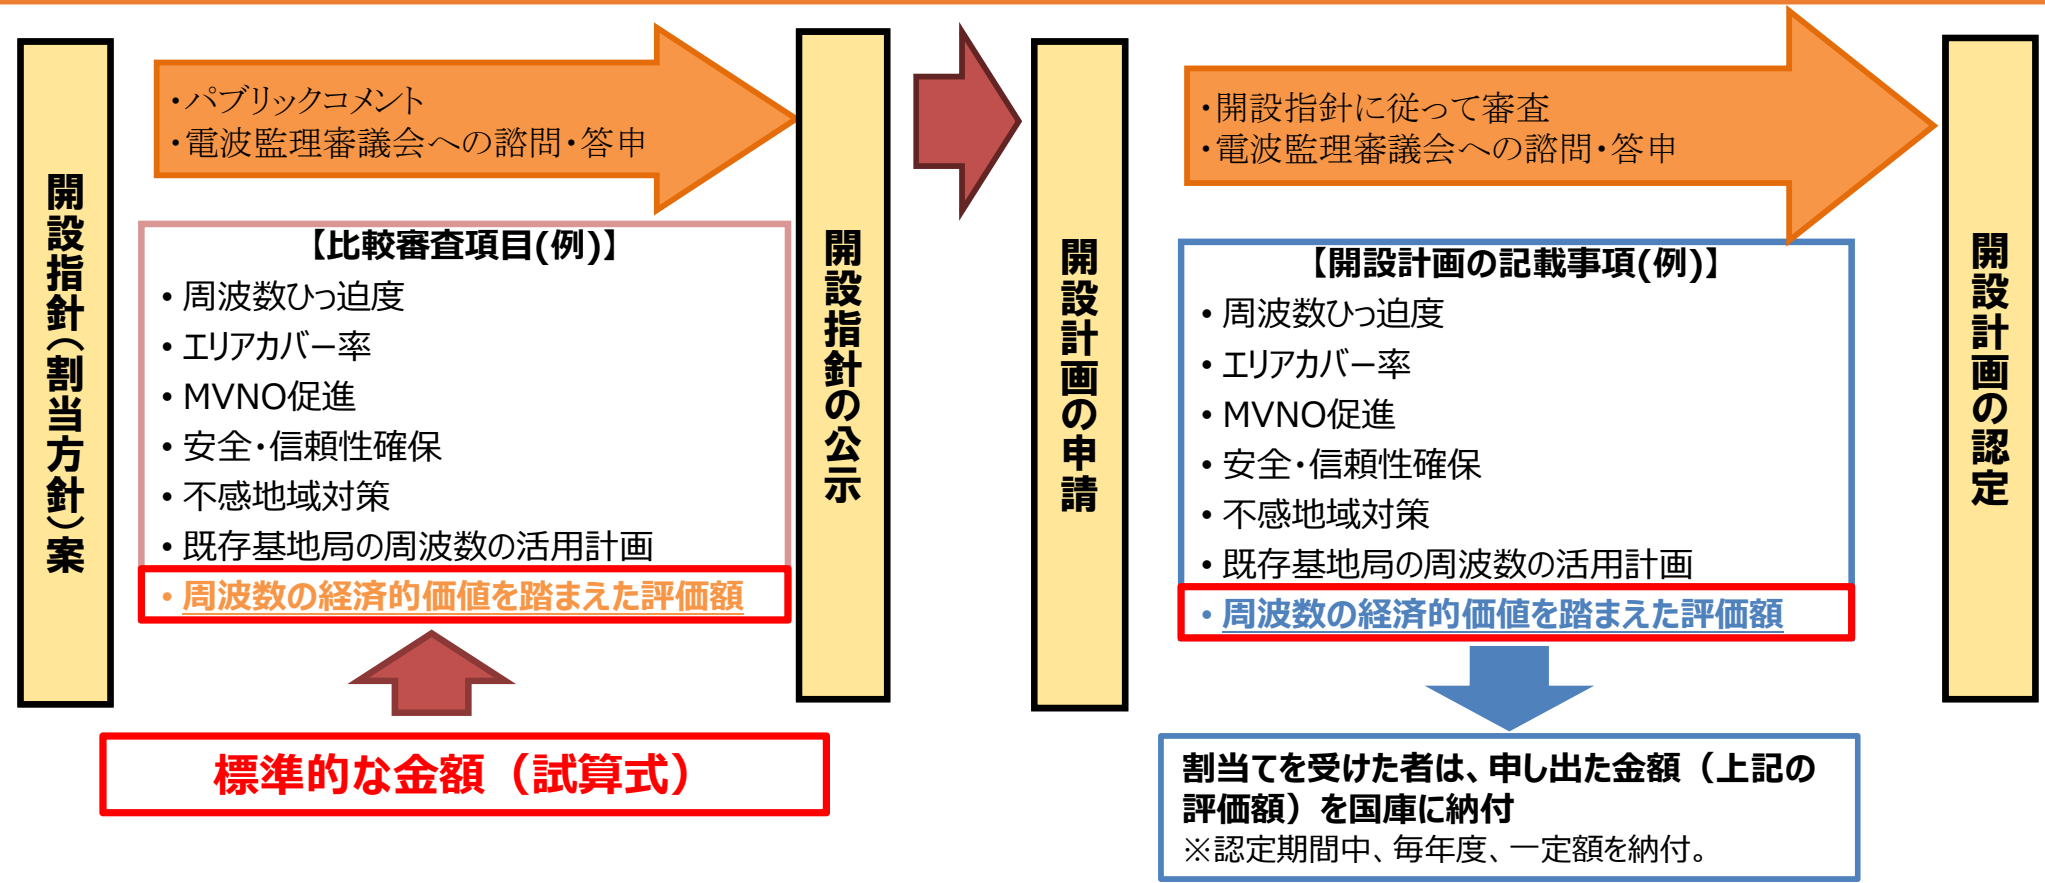 開設指針(割当方針)案
・パブリックコメント
・電波監理審議会への諮問・答申
【比較審査項目(例)】
• 周波数ひっ迫度
• エリアカバー率
• MVNO促進
• 安全・信頼性確保
• 不感地域対策
• 既存基地局の周波数の活用計画
• 周波数の経済的価値を踏まえた評価額
標準的な金額（試算式）
開設指針の公示
開設計画の申請
・開設指針に従って審査
・電波監理審議会への諮問・答申
【開設計画の記載事項(例)】
• 周波数ひっ迫度
• エリアカバー率
• MVNO促進
• 安全・信頼性確保
• 不感地域対策
• 既存基地局の周波数の活用計画
• 周波数の経済的価値を踏まえた評価額
割当てを受けた者は、申し出た金額（上記の
評価額）を国庫に納付
※認定期間中、毎年度、一定額を納付。
開設計画の認定